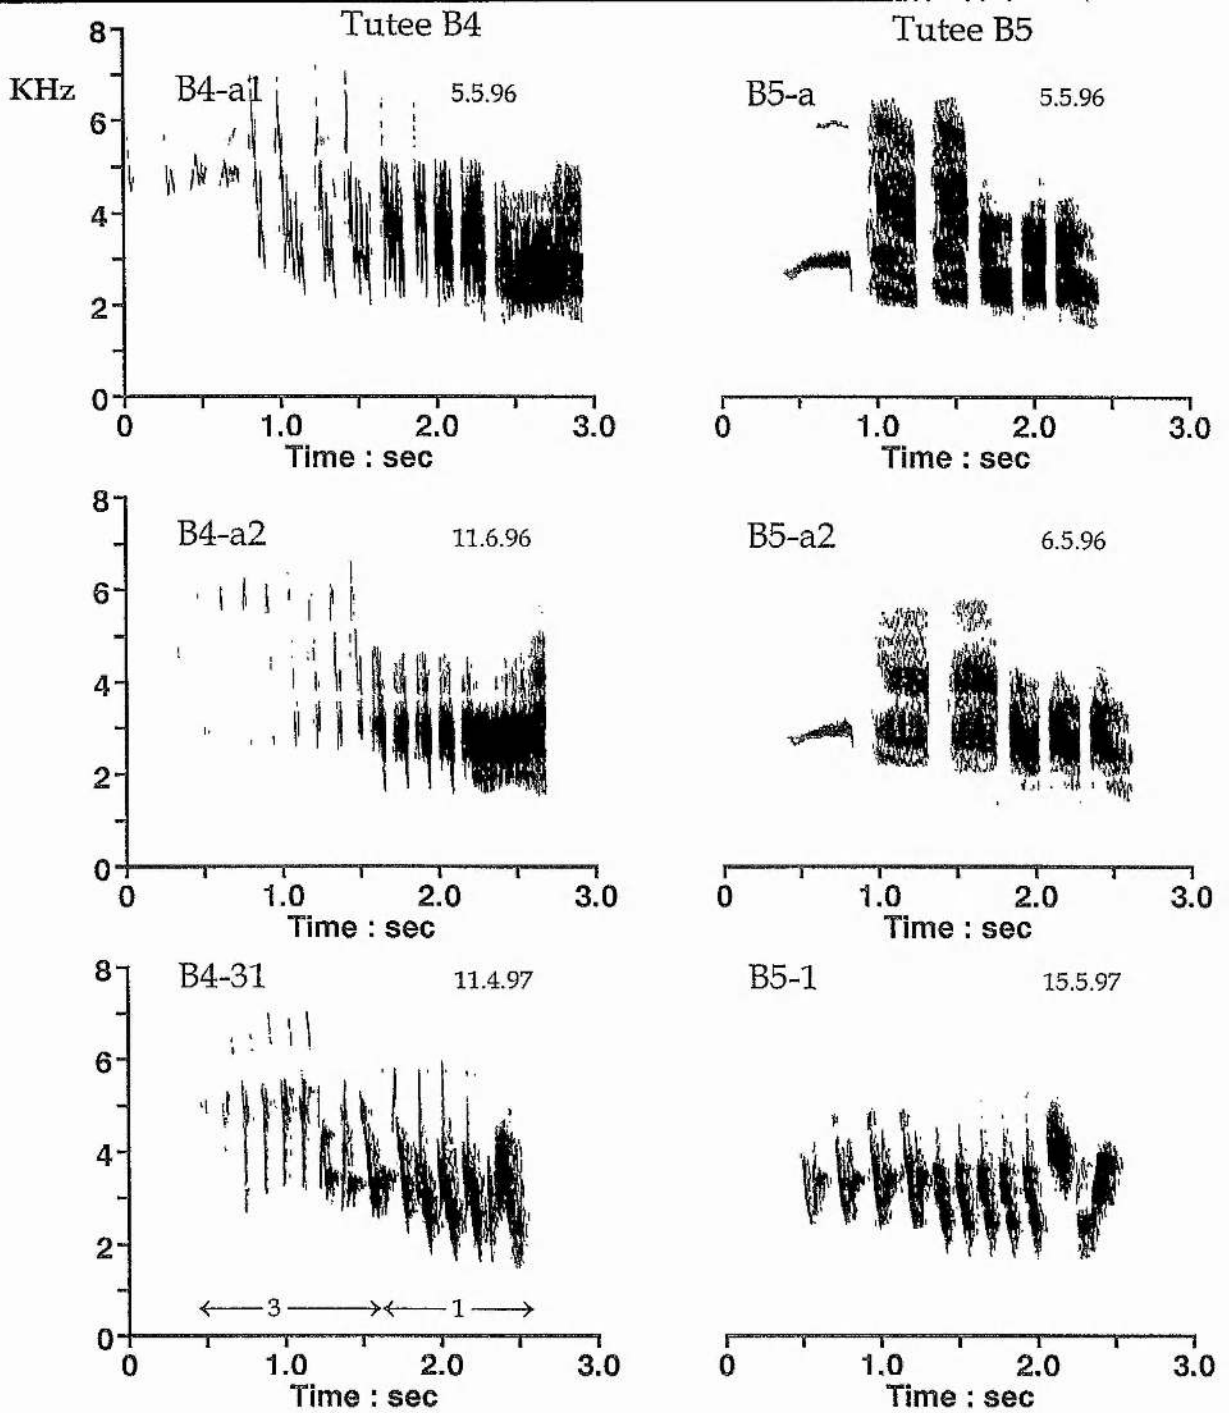 Tutee B4
Tutee B5
8
KHz
B4-a1
5.5.96
B5-a
5.5.96
6
4
2
0
0 1.0 2.0 3.0
0 1.0 2.0 3.0
Time : sec
Time : sec
8
B4-a2
11.6.96
B5-a2
6.5.96
6
4
2
0
0 1.0 2.0 3.0
0 1.0 2.0 3.0
Time : sec
Time : sec
8
B4-31
11.4.97
B5-1
15.5.97
6
4
2
3
1
0
0 1.0 2.0 3.0
0 1.0 2.0 3.0
Time : sec
Time : sec